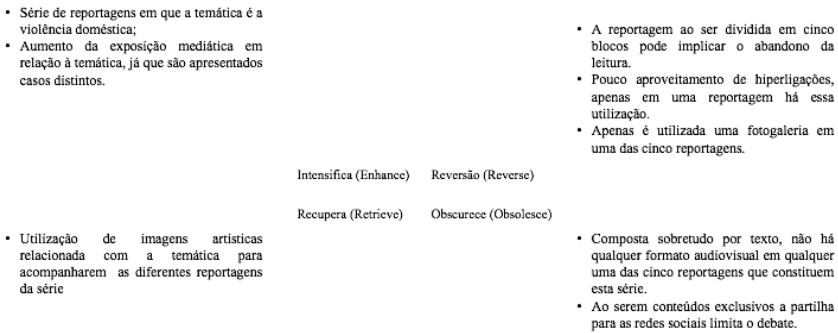 • Série de reportagens em que a temática é a
violência doméstica;
• Aumento da exposição mediática em
relação à temática, já que são apresentados
casos distintos.
• A reportagem ao ser dividida em cinco
blocos pode implicar o abandono da
leitura.
• Pouco aproveitamento de hiperligações,
apenas em uma reportagem há essa
utilização.
• Apenas é utilizada uma fotogaleria em
uma das cinco reportagens.
Intensifica (Enhance) Reversão (Reverse)
Recupera (Retrieve) Obscurece (Obsolesce)
• Utilização de imagens artísticas
relacionada com a temática para
acompanharem as diferentes reportagens
da série
• Composta sobretudo por texto, não há
qualquer formato audiovisual em qualquer
uma das cinco reportagens que constituem
esta série.
• Ao serem conteúdos exclusivos a partilha
para as redes sociais limita o debate.